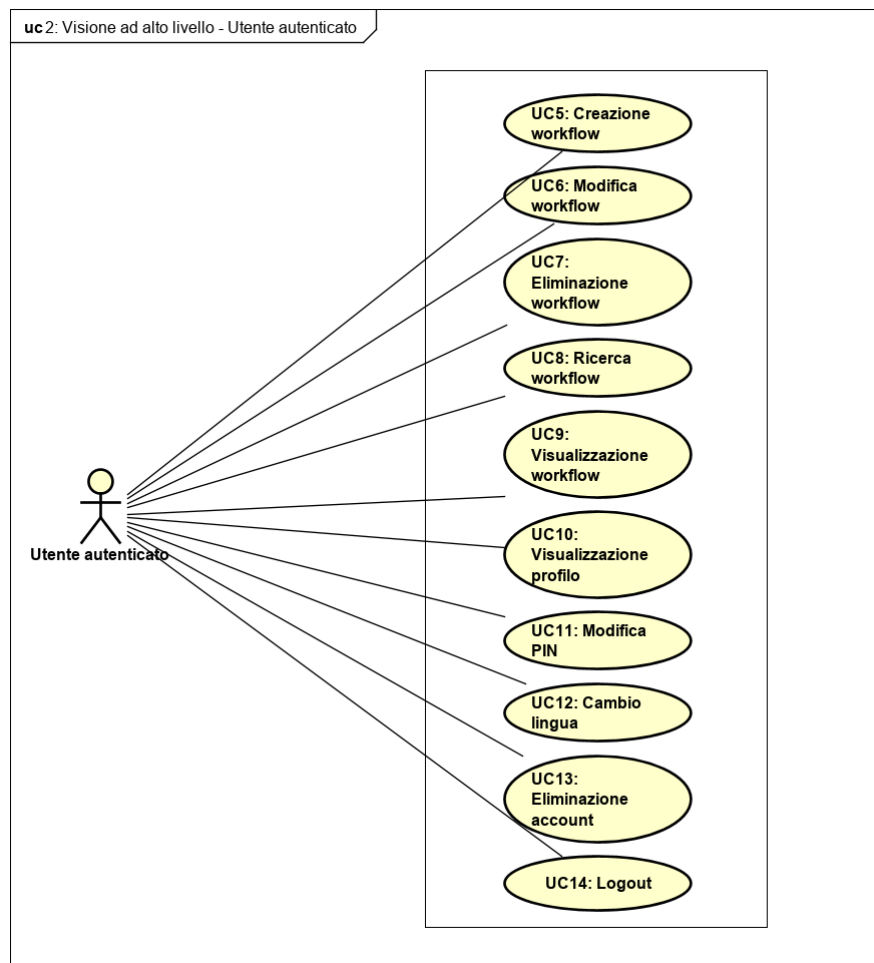 uc 2: Visione ad alto livello - Utente autenticato
UC5: Creazione
workflow
UC6: Modifica
workflow
UC7:
Eliminazione
workflow
UC8: Ricerca
workflow
UC9:
Visualizzazione
workflow
UC10:
Visualizzazione
profilo
UC11: Modifica
PIN
UC12: Cambio
lingua
UC13:
Eliminazione
account
UC14: Logout
Utente autenticato